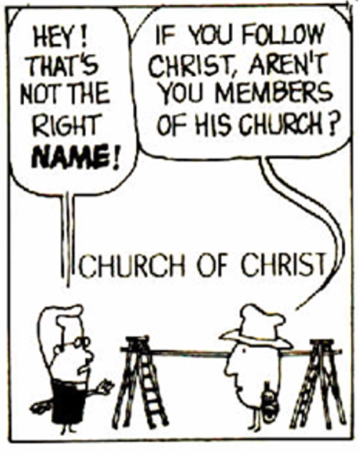 HEY!
THAT'S
NOT THE
RIGHT
NAME!
IF YOU FOLLOW
CHRIST, AREN'T
YOU MEMBERS
OF HIS CHURCH?
CHURCH OF CHRIST